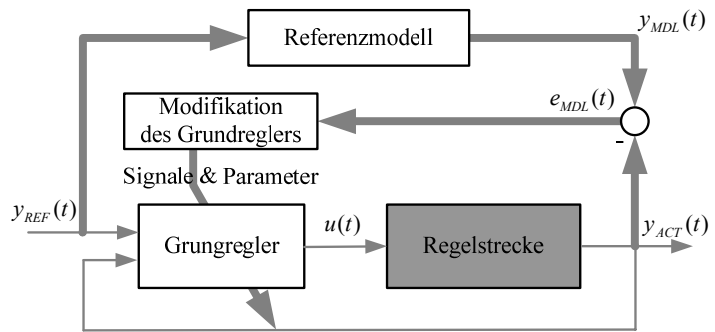 Referenzmodell
y_MDL(t)
Modifikation
des Grundreglers
e_MDL(t)
-
Signale & Parameter
y_REF(t)
Grungregler
u(t)
Regelstrecke
y_ACT(t)